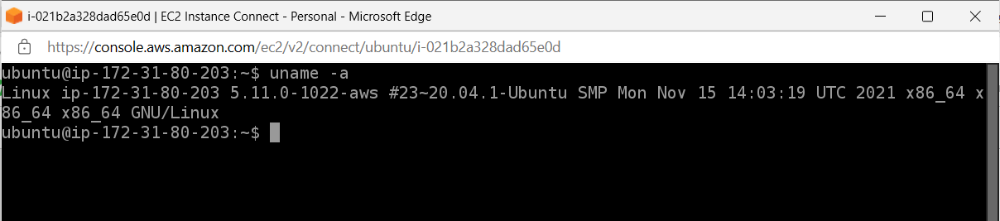 i-021b2a328dad65e0d | EC2 Instance Connect - Personal - Microsoft Edge
https://console.aws.amazon.com/ec2/v2/connect/ubuntu/i-021b2a328dad65e0d
ubuntu@ip-172-31-80-203:~$ uname -a
Linux ip-172-31-80-203 5.11.0-1022-aws #23~20.04.1-Ubuntu SMP Mon Nov 15 14:03:19 UTC 2021 x86_64 x
86_64 x86_64 GNU/Linux
ubuntu@ip-172-31-80-203:~$